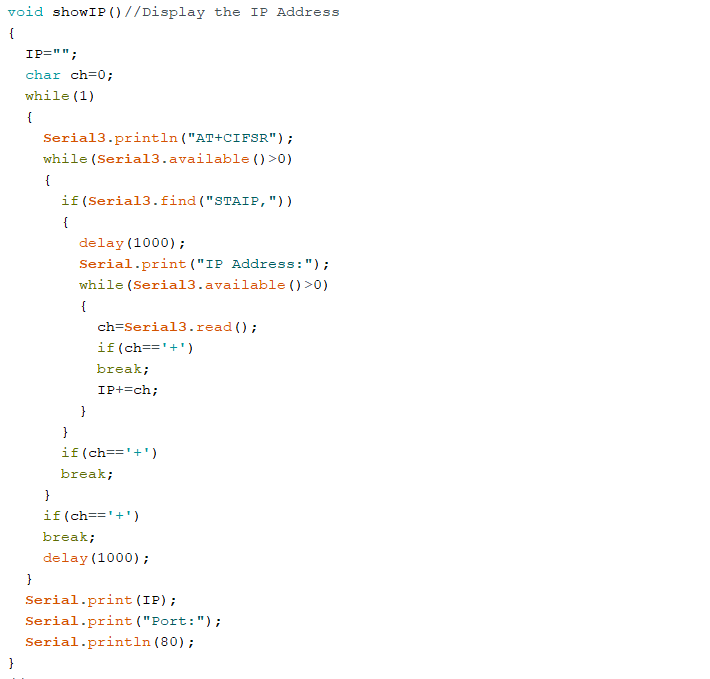 void showIP()//Display the IP Address
{
  IP="";
  char ch=0;
  while(1)
  {
    Serial3.println("AT+CIFSR");
    while(Serial3.available()>0)
    {
      if(Serial3.find("STAIP,"))
      {
        delay(1000);
        Serial.print("IP Address:");
        while(Serial3.available()>0)
        {
          ch=Serial3.read();
          if(ch=='+')
          break;
          IP+=ch;
        }
      }
      if(ch=='+')
      break;
    }
    if(ch=='+')
    break;
    delay(1000);
  }
  Serial.print(IP);
  Serial.print("Port:");
  Serial.println(80);
}